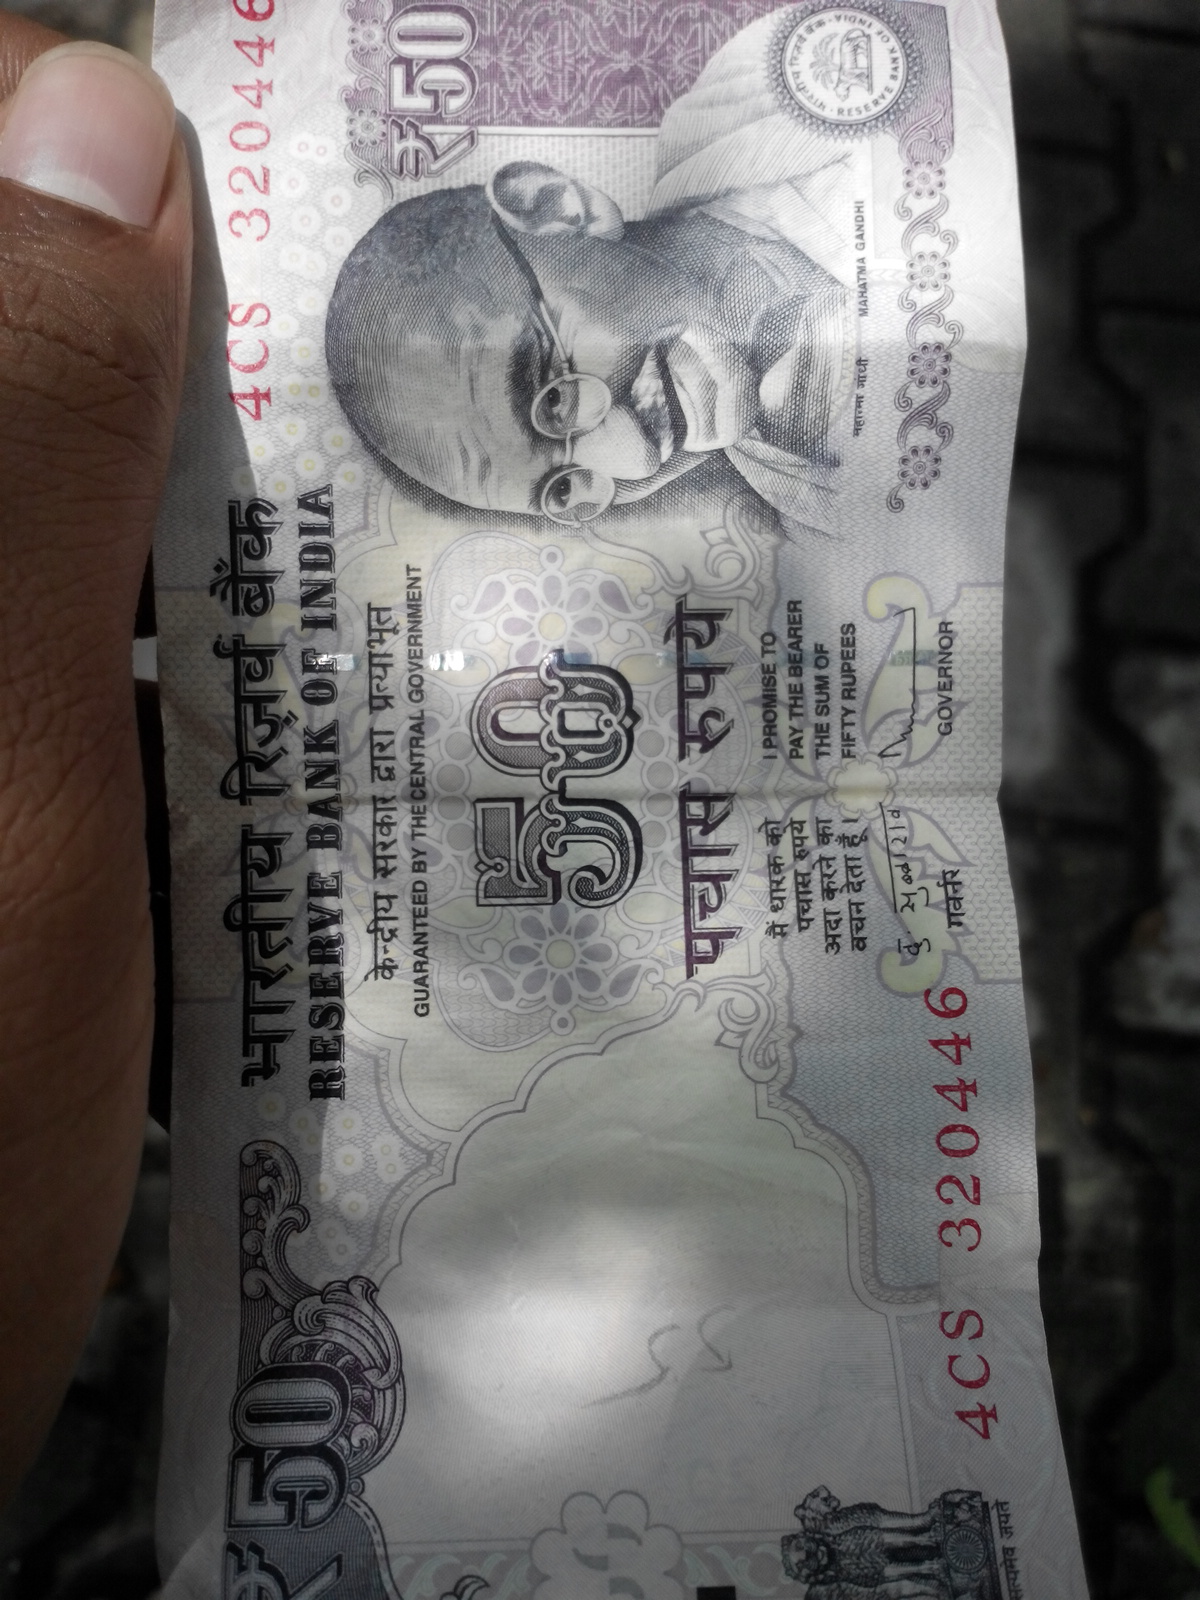 4CS 320446
भारतीय रिज़र्व बैंक
RESERVE BANK OF INDIA
केन्द्रीय सरकार द्वारा प्रत्याभूत
GUARANTEED BY THE CENTRAL GOVERNMENT
₹50
₹50
50
पचास रुपये
मैं धारक को
पचास रुपये
अदा करने का
वचन देता हूँ।
I PROMISE TO
PAY THE BEARER
THE SUM OF
FIFTY RUPEES
गवर्नर
GOVERNOR
महात्मा गांधी MAHATMA GANDHI
RESERVE BANK OF INDIA
4CS 320446
सत्यमेव जयते